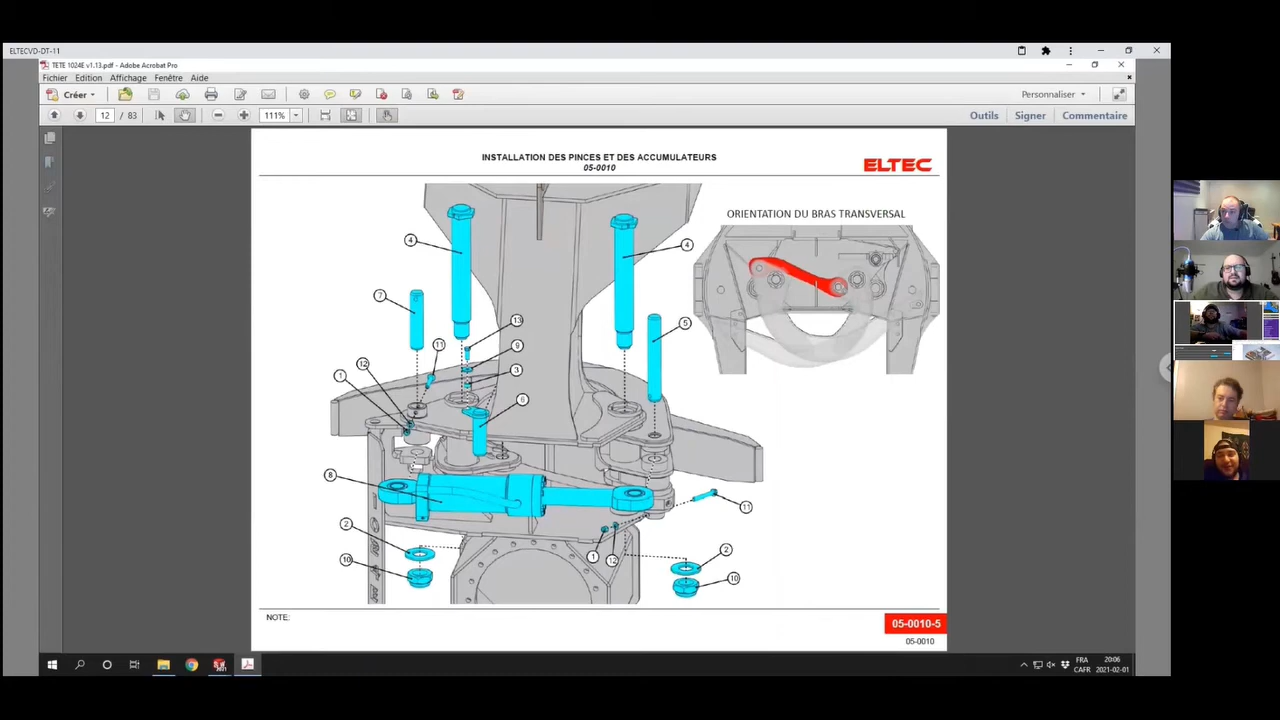 ELTECVD-DT-11
TETE 1024E v1.13.pdf - Adobe Acrobat Pro
Fichier Edition Affichage Fenêtre Aide
Créer
Personnaliser
12 / 83
111%
Outils Signer Commentaire
INSTALLATION DES PINCES ET DES ACCUMULATEURS
05-0010
ELTEC
ORIENTATION DU BRAS TRANSVERSAL
4
4
7
13
5
11
9
12
3
1
6
8
11
2
1
12
2
10
10
NOTE:
05-0010-5
05-0010
FRA
CAFR
20:06
2021-02-01